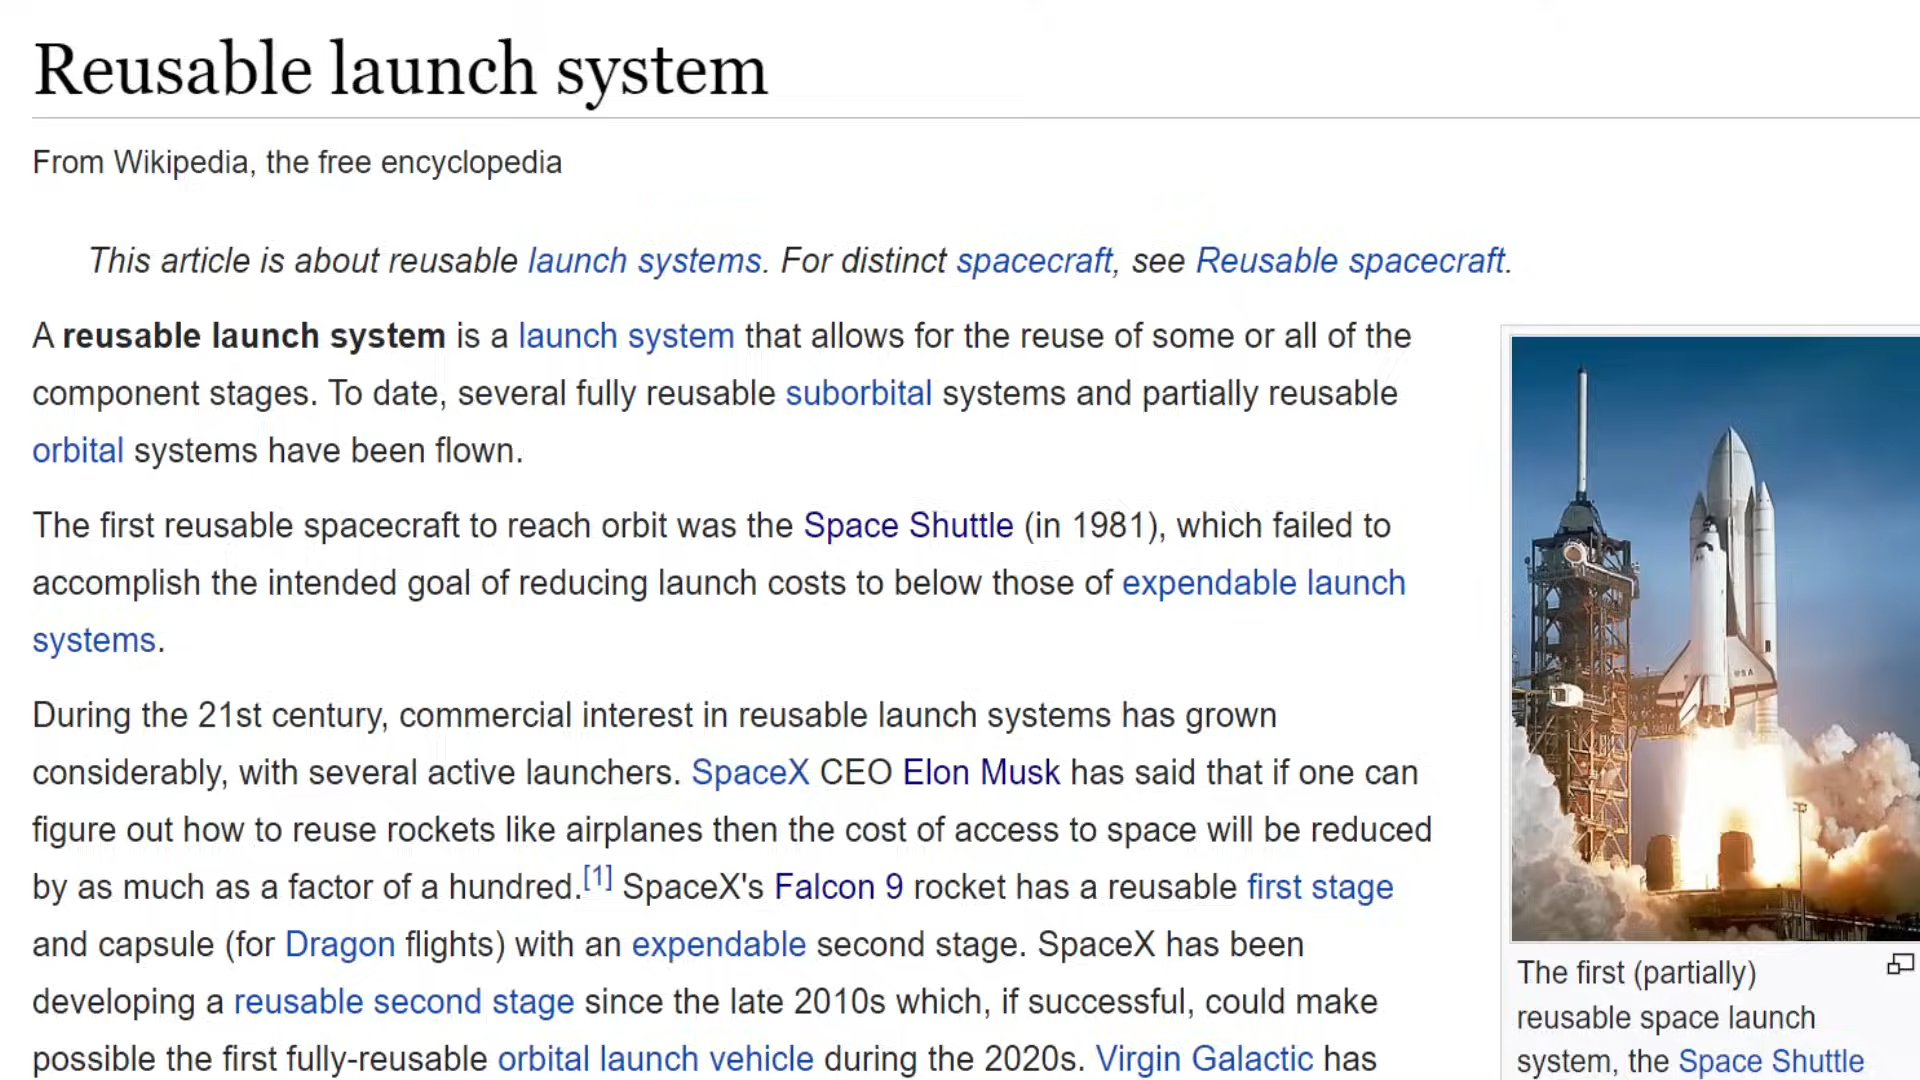 Reusable launch system
From Wikipedia, the free encyclopedia
This article is about reusable launch systems. For distinct spacecraft, see Reusable spacecraft.
A reusable launch system is a launch system that allows for the reuse of some or all of the
component stages. To date, several fully reusable suborbital systems and partially reusable
orbital systems have been flown.
The first reusable spacecraft to reach orbit was the Space Shuttle (in 1981), which failed to
accomplish the intended goal of reducing launch costs to below those of expendable launch
systems.
During the 21st century, commercial interest in reusable launch systems has grown
considerably, with several active launchers. SpaceX CEO Elon Musk has said that if one can
figure out how to reuse rockets like airplanes then the cost of access to space will be reduced
by as much as a factor of a hundred.[1] SpaceX's Falcon 9 rocket has a reusable first stage
and capsule (for Dragon flights) with an expendable second stage. SpaceX has been
developing a reusable second stage since the late 2010s which, if successful, could make
possible the first fully-reusable orbital launch vehicle during the 2020s. Virgin Galactic has
USA
The first (partially)
reusable space launch
system, the Space Shuttle